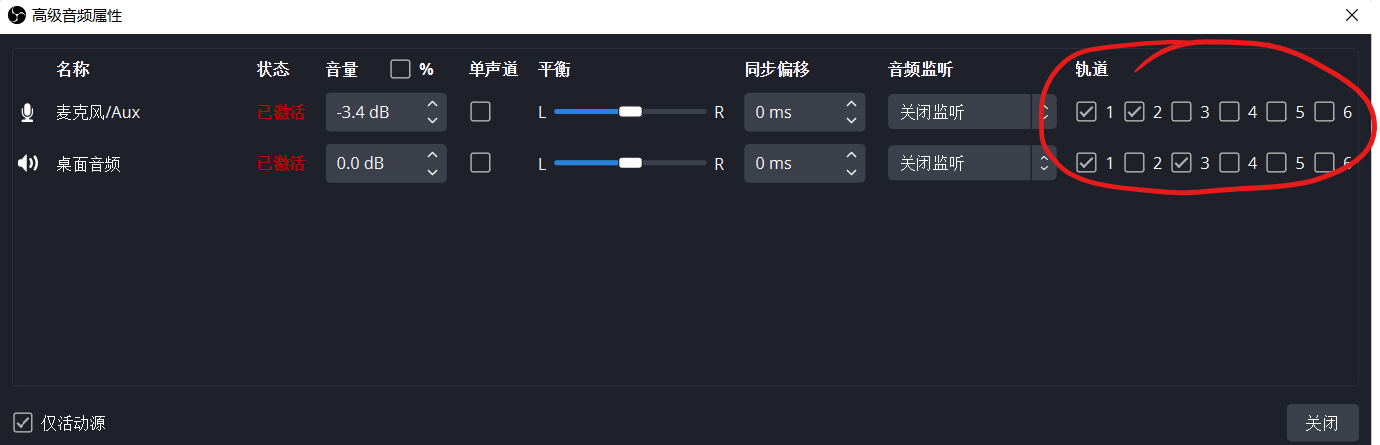 高级音频属性
名称 状态 音量 % 单声道 平衡 同步偏移 音频监听 轨道
麦克风/Aux 已激活 -3.4 dB L R 0 ms 关闭监听 1 2 3 4 5 6
桌面音频 已激活 0.0 dB L R 0 ms 关闭监听 1 2 3 4 5 6
仅活动源 关闭